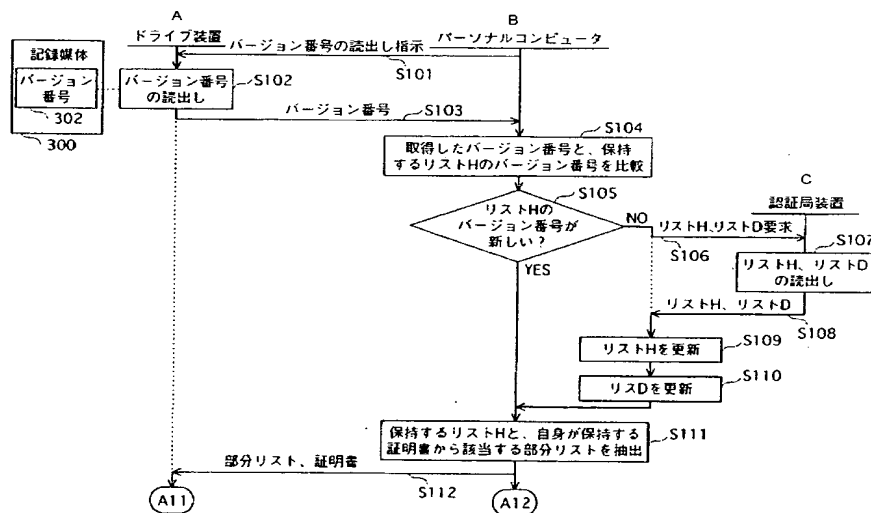 A
ドライブ装置
B
パーソナルコンピュータ
バージョン番号の読出し指示
S101
記録媒体
バージョン
番号
302
300
バージョン番号
の読出し
S102
バージョン番号
S103
S104
取得したバージョン番号と、保持
するリストHのバージョン番号を比較
S105
リストHの
バージョン番号が
新しい？
NO
YES
C
認証局装置
リストH、リストD要求
S106
S107
リストH、リストD
の読出し
リストH、リストD
S108
リストHを更新
S109
リスDを更新
S110
保持するリストHと、自身が保持する
証明書から該当する部分リストを抽出
S111
部分リスト、証明書
S112
A11
A12